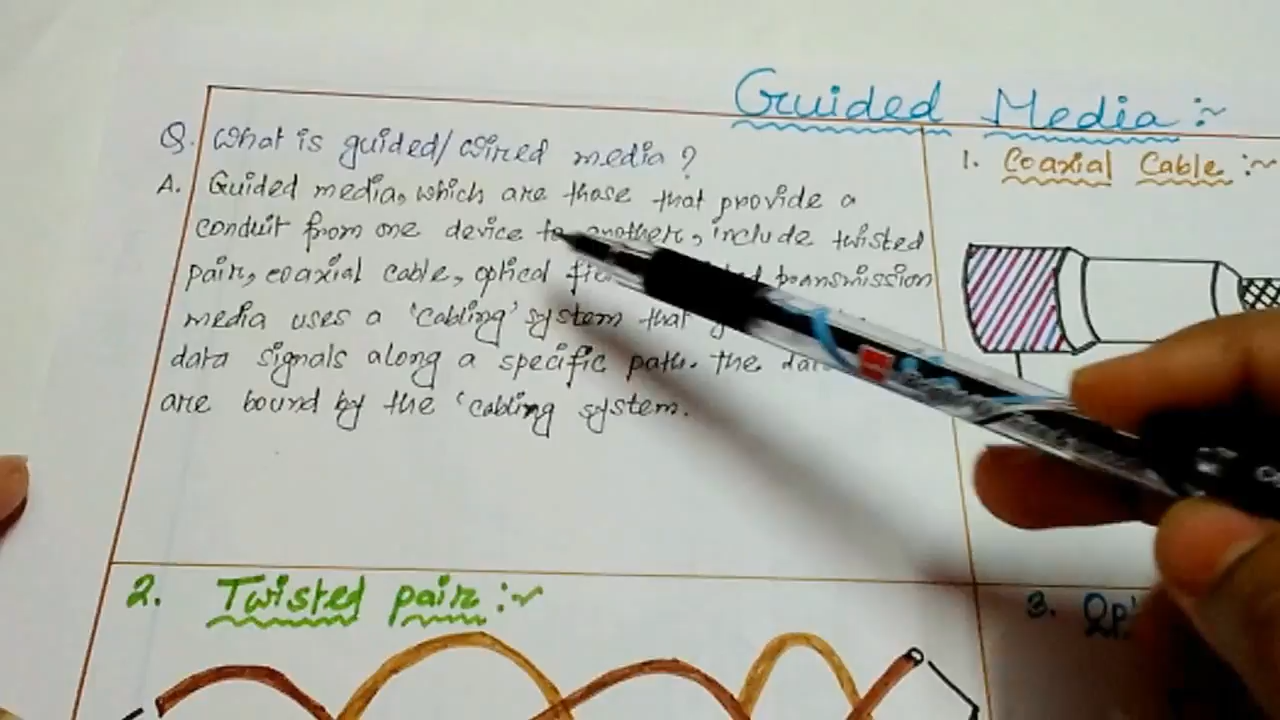 Guided Media :~
Q. What is guided/wired media?
A. Guided media, which are those that provide a
conduit from one device to another, include twisted
pair, coaxial cable, optical transmission
media uses a 'cabling' system that
data signals along a specific path. The
are bound by the 'cabling system.
1. Coaxial Cable :~
2. Twisted pair :~
3.